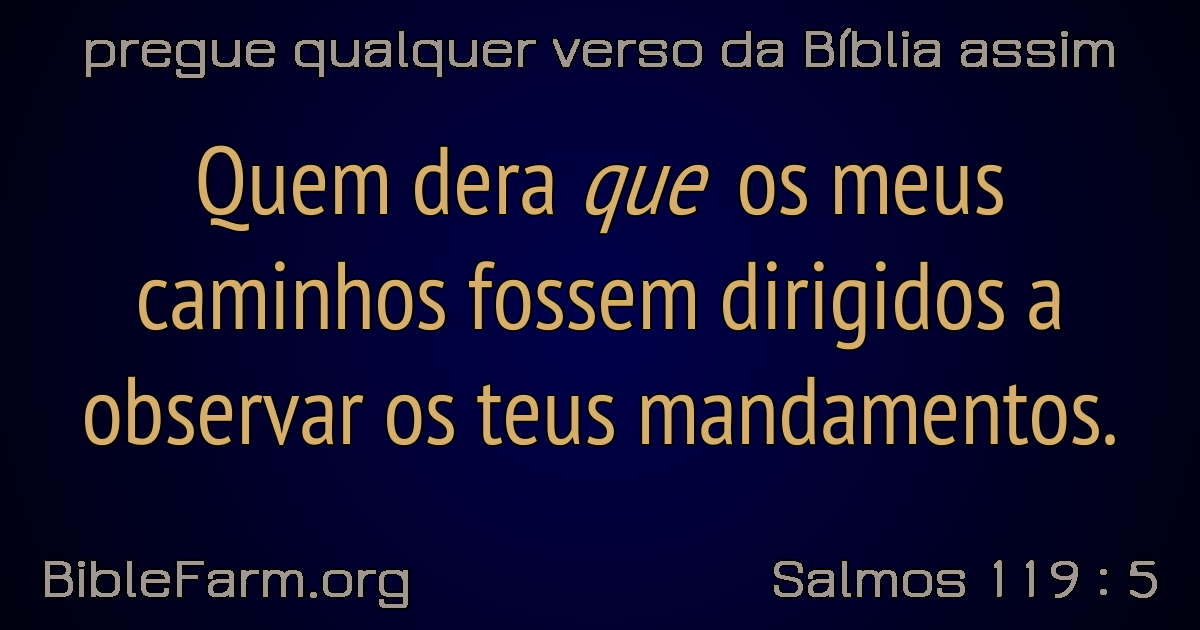 pregue qualquer verso da Bíblia assim
Quem dera que os meus
caminhos fossem dirigidos a
observar os teus mandamentos.
BibleFarm.org
Salmos 119 : 5